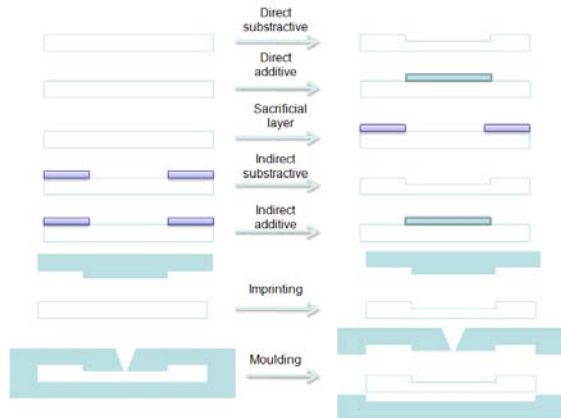 Direct
substractive
Direct
additive
Sacrificial
layer
Indirect
substractive
Indirect
additive
Imprinting
Moulding